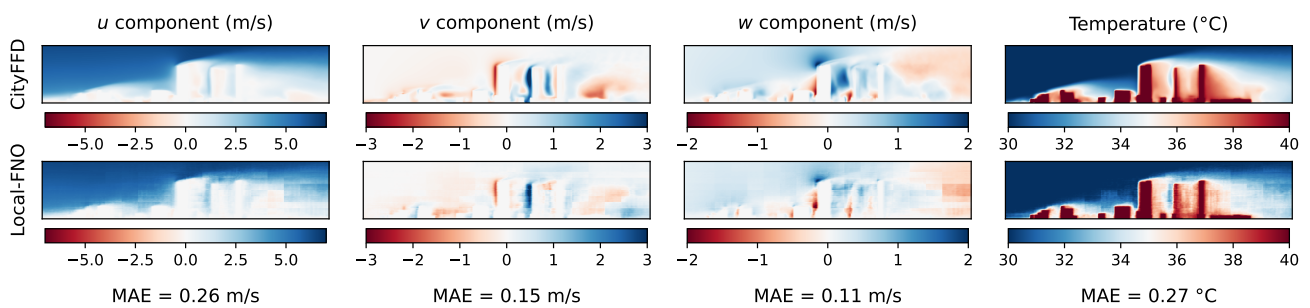 u component (m/s) v component (m/s) w component (m/s) Temperature (°C)
CityFFD
−5.0 −2.5 0.0 2.5 5.0 −3 −2 −1 0 1 2 3 −2 −1 0 1 2 30 32 34 36 38 40
Local-FNO
−5.0 −2.5 0.0 2.5 5.0 −3 −2 −1 0 1 2 3 −2 −1 0 1 2 30 32 34 36 38 40
MAE = 0.26 m/s MAE = 0.15 m/s MAE = 0.11 m/s MAE = 0.27 °C